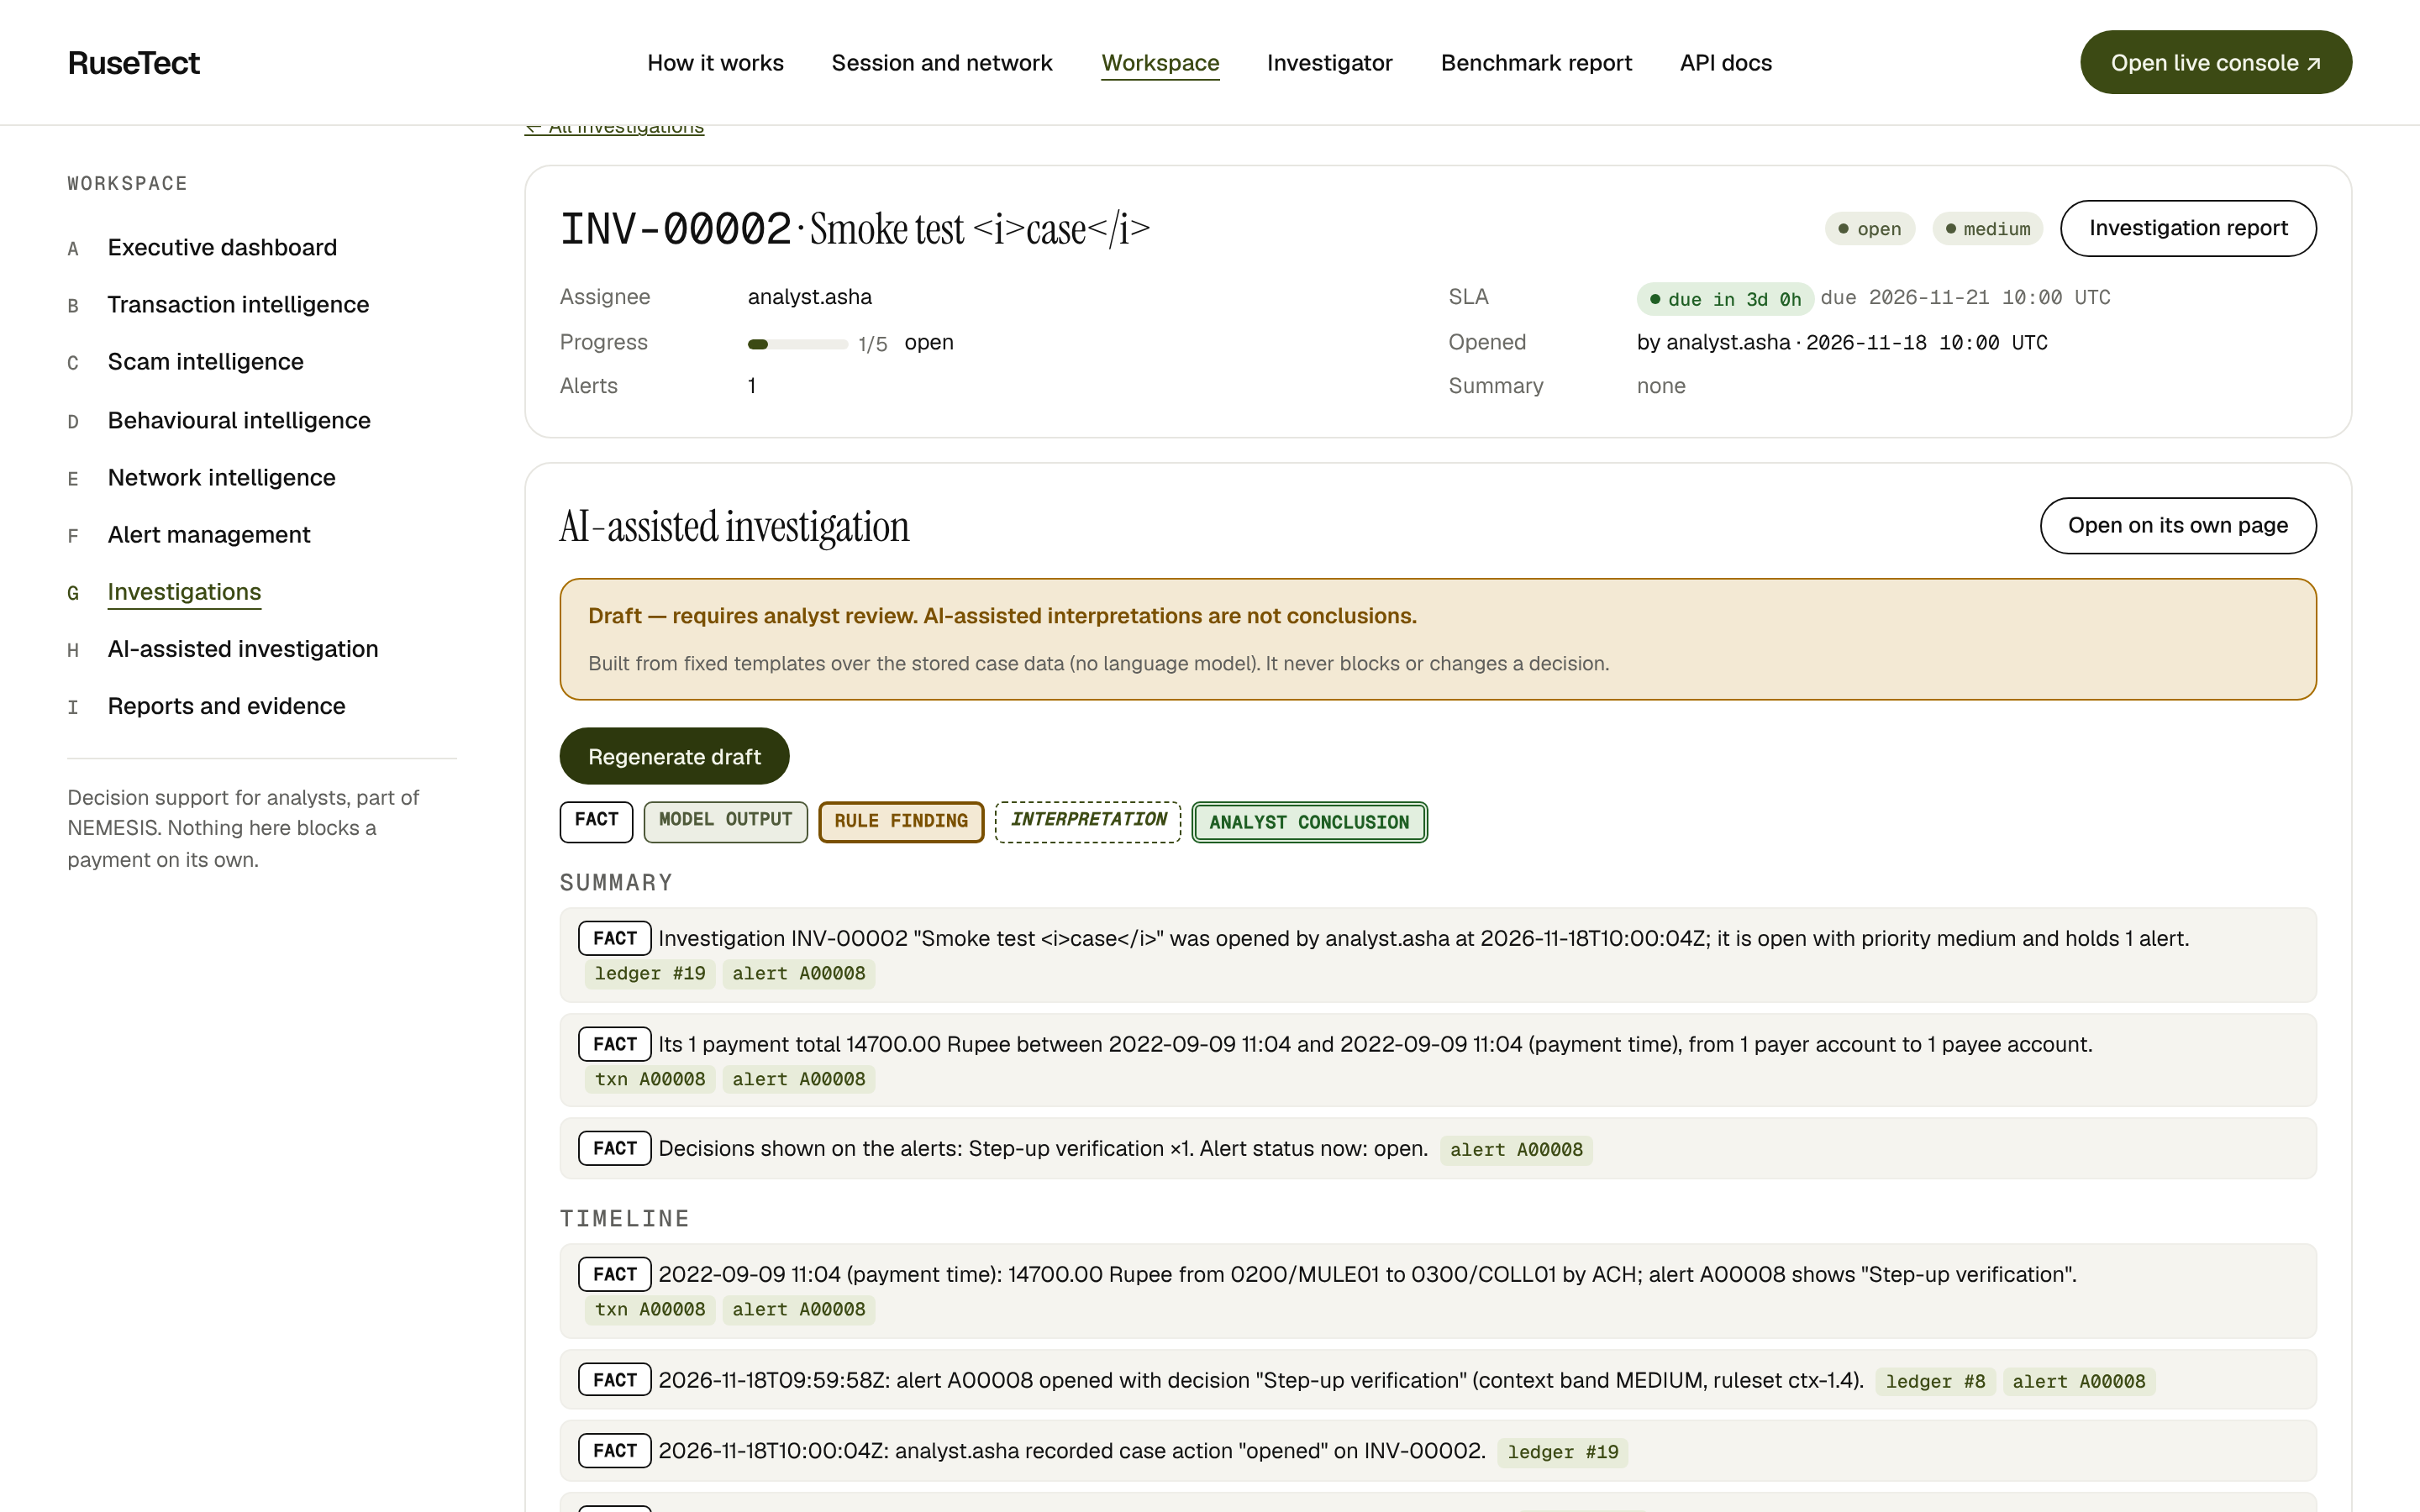 RuseTect
How it works
Session and network
Workspace
Investigator
Benchmark report
API docs
Open live console ↗
← All investigations
WORKSPACE
A Executive dashboard
B Transaction intelligence
C Scam intelligence
D Behavioural intelligence
E Network intelligence
F Alert management
G Investigations
H AI-assisted investigation
I Reports and evidence
Decision support for analysts, part of
NEMESIS. Nothing here blocks a
payment on its own.
INV-00002 · Smoke test <i>case</i>
open
medium
Investigation report
Assignee analyst.asha
SLA due in 3d 0h due 2026-11-21 10:00 UTC
Progress 1/5 open
Opened by analyst.asha · 2026-11-18 10:00 UTC
Alerts 1
Summary none
AI-assisted investigation
Open on its own page
Draft — requires analyst review. AI-assisted interpretations are not conclusions.
Built from fixed templates over the stored case data (no language model). It never blocks or changes a decision.
Regenerate draft
FACT MODEL OUTPUT RULE FINDING INTERPRETATION ANALYST CONCLUSION
SUMMARY
FACT Investigation INV-00002 "Smoke test <i>case</i>" was opened by analyst.asha at 2026-11-18T10:00:04Z; it is open with priority medium and holds 1 alert.
ledger #19 alert A00008
FACT Its 1 payment total 14700.00 Rupee between 2022-09-09 11:04 and 2022-09-09 11:04 (payment time), from 1 payer account to 1 payee account.
txn A00008 alert A00008
FACT Decisions shown on the alerts: Step-up verification ×1. Alert status now: open. alert A00008
TIMELINE
FACT 2022-09-09 11:04 (payment time): 14700.00 Rupee from 0200/MULE01 to 0300/COLL01 by ACH; alert A00008 shows "Step-up verification".
txn A00008 alert A00008
FACT 2026-11-18T09:59:58Z: alert A00008 opened with decision "Step-up verification" (context band MEDIUM, ruleset ctx-1.4). ledger #8 alert A00008
FACT 2026-11-18T10:00:04Z: analyst.asha recorded case action "opened" on INV-00002. ledger #19